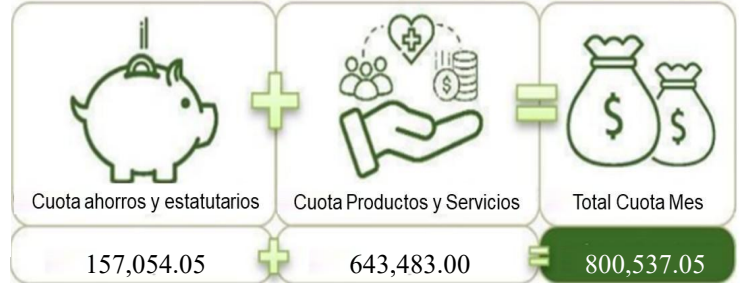 Cuota ahorros y estatutarios
Cuota Productos y Servicios
Total Cuota Mes
157,054.05
643,483.00
800,537.05